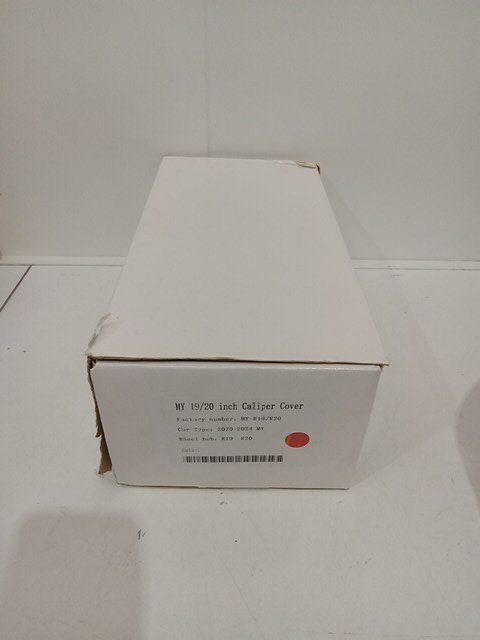 MY 19/20 inch Caliper Cover
Factory number: MY-R19/R20
Car Type: 2020-2024 MY
Wheel hub: R19 R20
Color: